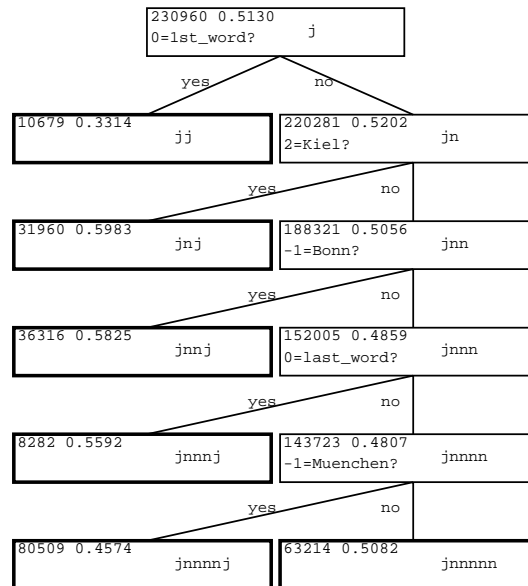 230960 0.5130
0=1st_word? j
yes no
10679 0.3314
jj
220281 0.5202
2=Kiel? jn
yes no
31960 0.5983
jnj
188321 0.5056
-1=Bonn? jnn
yes no
36316 0.5825
jnnj
152005 0.4859
0=last_word? jnnn
yes no
8282 0.5592
jnnnj
143723 0.4807
-1=Muenchen? jnnnn
yes no
80509 0.4574
jnnnnj
63214 0.5082
jnnnnn